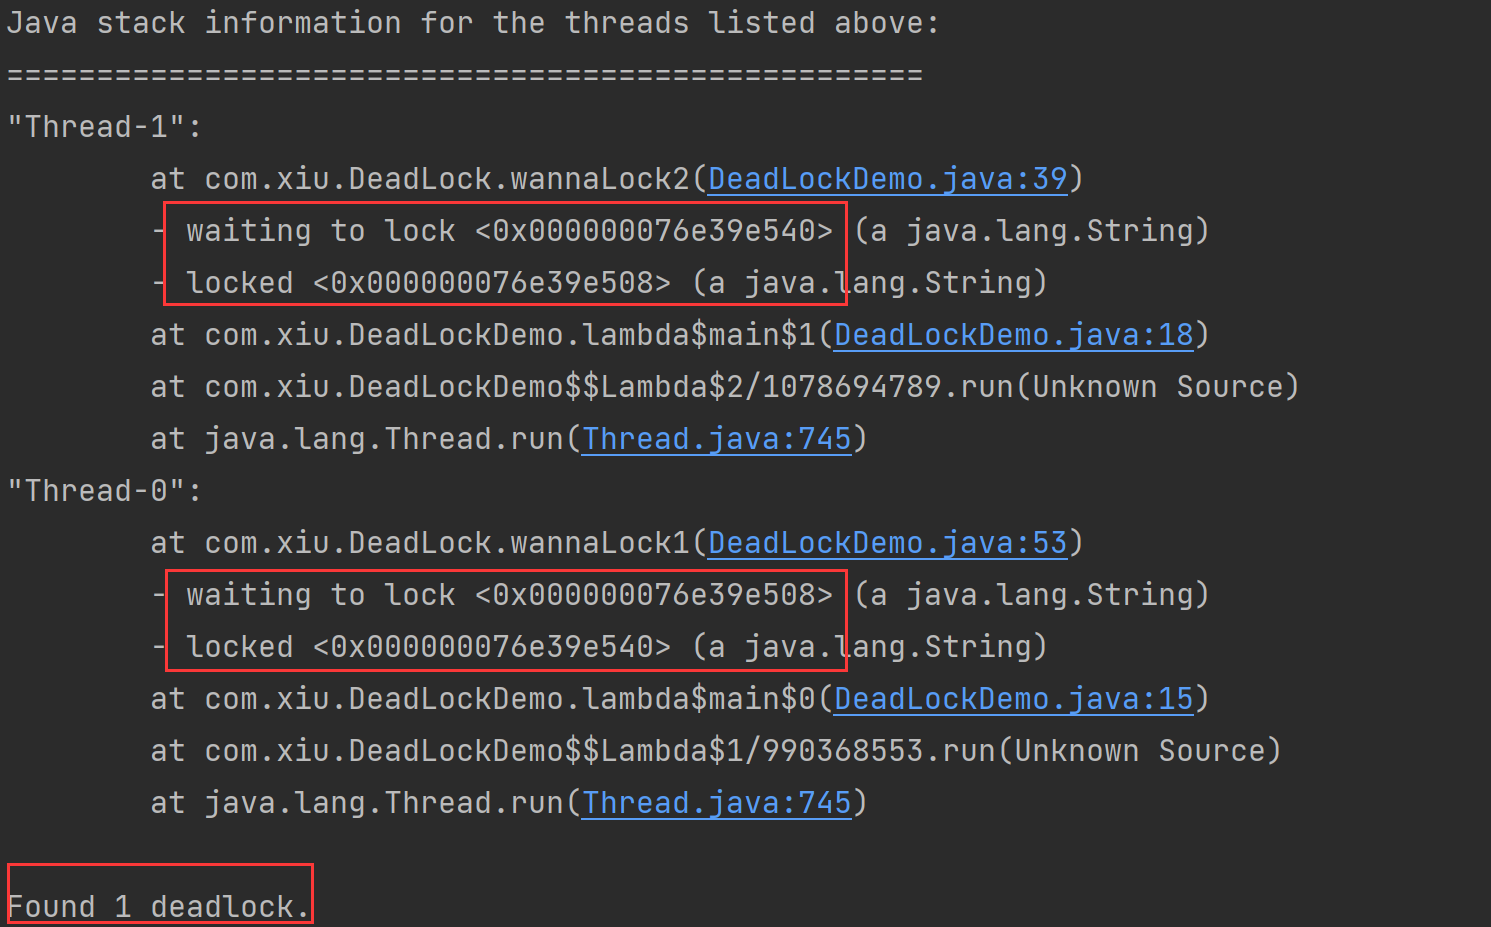 Java stack information for the threads listed above:
===================================================
"Thread-1":
        at com.xiu.DeadLock.wannaLock2(DeadLockDemo.java:39)
        - waiting to lock <0x000000076e39e540> (a java.lang.String)
        - locked <0x000000076e39e508> (a java.lang.String)
        at com.xiu.DeadLockDemo.lambda$main$1(DeadLockDemo.java:18)
        at com.xiu.DeadLockDemo$$Lambda$2/1078694789.run(Unknown Source)
        at java.lang.Thread.run(Thread.java:745)
"Thread-0":
        at com.xiu.DeadLock.wannaLock1(DeadLockDemo.java:53)
        - waiting to lock <0x000000076e39e508> (a java.lang.String)
        - locked <0x000000076e39e540> (a java.lang.String)
        at com.xiu.DeadLockDemo.lambda$main$0(DeadLockDemo.java:15)
        at com.xiu.DeadLockDemo$$Lambda$1/990368553.run(Unknown Source)
        at java.lang.Thread.run(Thread.java:745)
Found 1 deadlock.